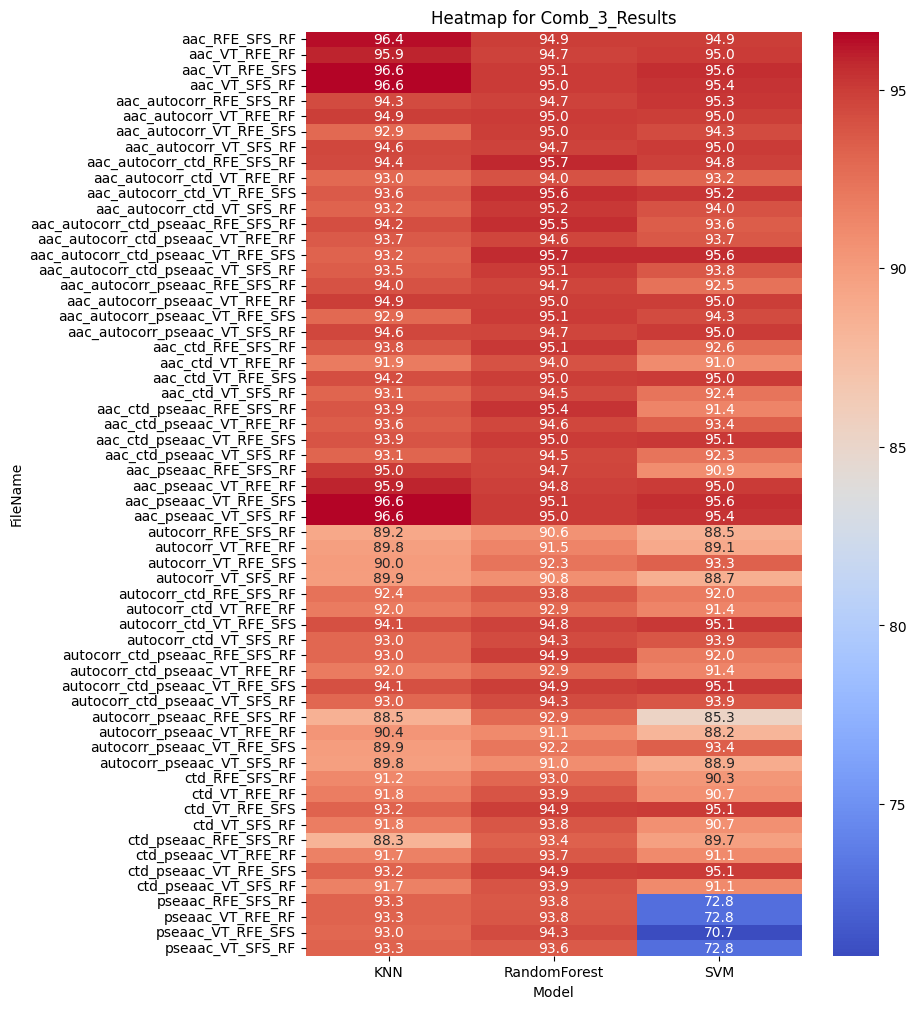 Heatmap for Comb_3_Results
aac_RFE_SFS_RF 96.4 94.9 94.9
aac_VT_RFE_RF 95.9 94.7 95.0
aac_VT_RFE_SFS 96.6 95.1 95.6
aac_VT_SFS_RF 96.6 95.0 95.4
aac_autocorr_RFE_SFS_RF 94.3 94.7 95.3
aac_autocorr_VT_RFE_RF 94.9 95.0 95.0
aac_autocorr_VT_RFE_SFS 92.9 95.0 94.3
aac_autocorr_VT_SFS_RF 94.6 94.7 95.0
aac_autocorr_ctd_RFE_SFS_RF 94.4 95.7 94.8
aac_autocorr_ctd_VT_RFE_RF 93.0 94.0 93.2
aac_autocorr_ctd_VT_RFE_SFS 93.6 95.6 95.2
aac_autocorr_ctd_VT_SFS_RF 93.2 95.2 94.0
aac_autocorr_ctd_pseaac_RFE_SFS_RF 94.2 95.5 93.6
aac_autocorr_ctd_pseaac_VT_RFE_RF 93.7 94.6 93.7
aac_autocorr_ctd_pseaac_VT_RFE_SFS 93.2 95.7 95.6
aac_autocorr_ctd_pseaac_VT_SFS_RF 93.5 95.1 93.8
aac_autocorr_pseaac_RFE_SFS_RF 94.0 94.7 92.5
aac_autocorr_pseaac_VT_RFE_RF 94.9 95.0 95.0
aac_autocorr_pseaac_VT_RFE_SFS 92.9 95.1 94.3
aac_autocorr_pseaac_VT_SFS_RF 94.6 94.7 95.0
aac_ctd_RFE_SFS_RF 93.8 95.1 92.6
aac_ctd_VT_RFE_RF 91.9 94.0 91.0
aac_ctd_VT_RFE_SFS 94.2 95.0 95.0
aac_ctd_VT_SFS_RF 93.1 94.5 92.4
aac_ctd_pseaac_RFE_SFS_RF 93.9 95.4 91.4
aac_ctd_pseaac_VT_RFE_RF 93.6 94.6 93.4
aac_ctd_pseaac_VT_RFE_SFS 93.9 95.0 95.1
aac_ctd_pseaac_VT_SFS_RF 93.1 94.5 92.3
aac_pseaac_RFE_SFS_RF 95.0 94.7 90.9
aac_pseaac_VT_RFE_RF 95.9 94.8 95.0
aac_pseaac_VT_RFE_SFS 96.6 95.1 95.6
aac_pseaac_VT_SFS_RF 96.6 95.0 95.4
autocorr_RFE_SFS_RF 89.2 90.6 88.5
autocorr_VT_RFE_RF 89.8 91.5 89.1
autocorr_VT_RFE_SFS 90.0 92.3 93.3
autocorr_VT_SFS_RF 89.9 90.8 88.7
autocorr_ctd_RFE_SFS_RF 92.4 93.8 92.0
autocorr_ctd_VT_RFE_RF 92.0 92.9 91.4
autocorr_ctd_VT_RFE_SFS 94.1 94.8 95.1
autocorr_ctd_VT_SFS_RF 93.0 94.3 93.9
autocorr_ctd_pseaac_RFE_SFS_RF 93.0 94.9 92.0
autocorr_ctd_pseaac_VT_RFE_RF 92.0 92.9 91.4
autocorr_ctd_pseaac_VT_RFE_SFS 94.1 94.9 95.1
autocorr_ctd_pseaac_VT_SFS_RF 93.0 94.3 93.9
autocorr_pseaac_RFE_SFS_RF 88.5 92.9 85.3
autocorr_pseaac_VT_RFE_RF 90.4 91.1 88.2
autocorr_pseaac_VT_RFE_SFS 89.9 92.2 93.4
autocorr_pseaac_VT_SFS_RF 89.8 91.0 88.9
ctd_RFE_SFS_RF 91.2 93.0 90.3
ctd_VT_RFE_RF 91.8 93.9 90.7
ctd_VT_RFE_SFS 93.2 94.9 95.1
ctd_VT_SFS_RF 91.8 93.8 90.7
ctd_pseaac_RFE_SFS_RF 88.3 93.4 89.7
ctd_pseaac_VT_RFE_RF 91.7 93.7 91.1
ctd_pseaac_VT_RFE_SFS 93.2 94.9 95.1
ctd_pseaac_VT_SFS_RF 91.7 93.9 91.1
pseaac_RFE_SFS_RF 93.3 93.8 72.8
pseaac_VT_RFE_RF 93.3 93.8 72.8
pseaac_VT_RFE_SFS 93.0 94.3 70.7
pseaac_VT_SFS_RF 93.3 93.6 72.8
KNN RandomForest SVM
Model
FileName
95
90
85
80
75